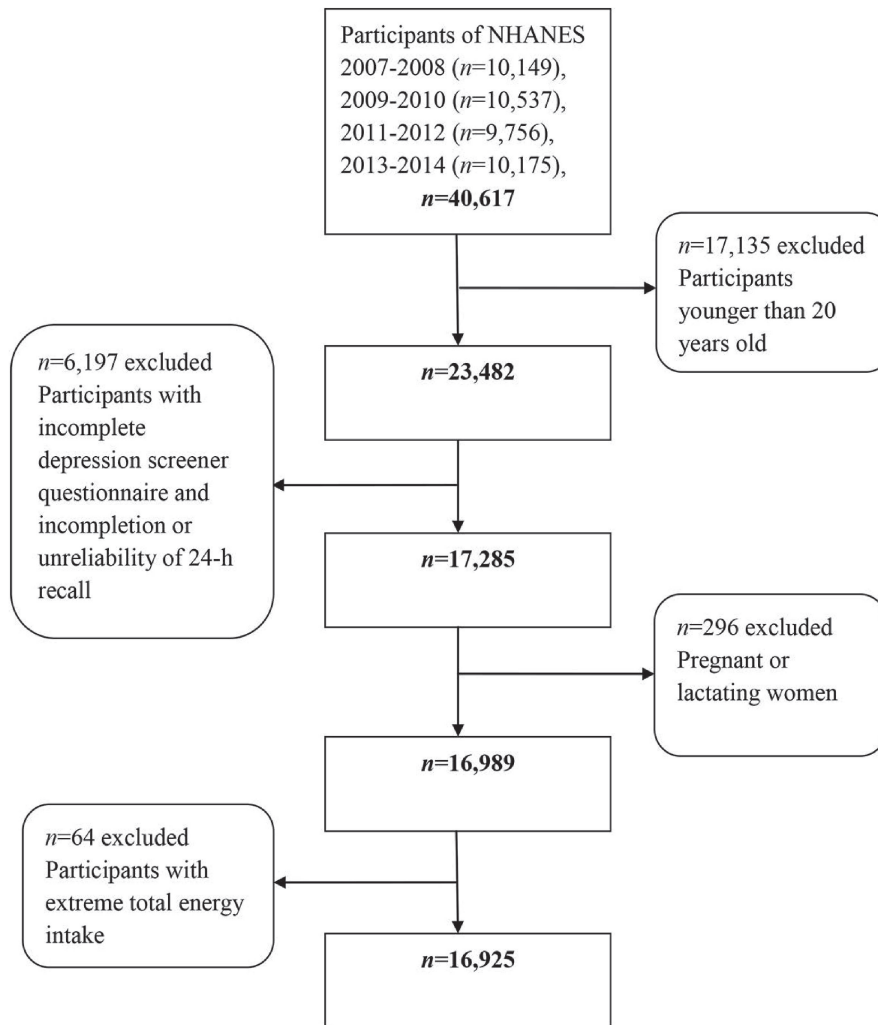 Participants of NHANES
2007-2008 (n=10,149),
2009-2010 (n=10,537),
2011-2012 (n=9,756),
2013-2014 (n=10,175),
n=40,617
n=17,135 excluded
Participants
younger than 20
years old
n=23,482
n=6,197 excluded
Participants with
incomplete
depression screener
questionnaire and
incompletion or
unreliability of 24-h
recall
n=17,285
n=296 excluded
Pregnant or
lactating women
n=16,989
n=64 excluded
Participants with
extreme total energy
intake
n=16,925